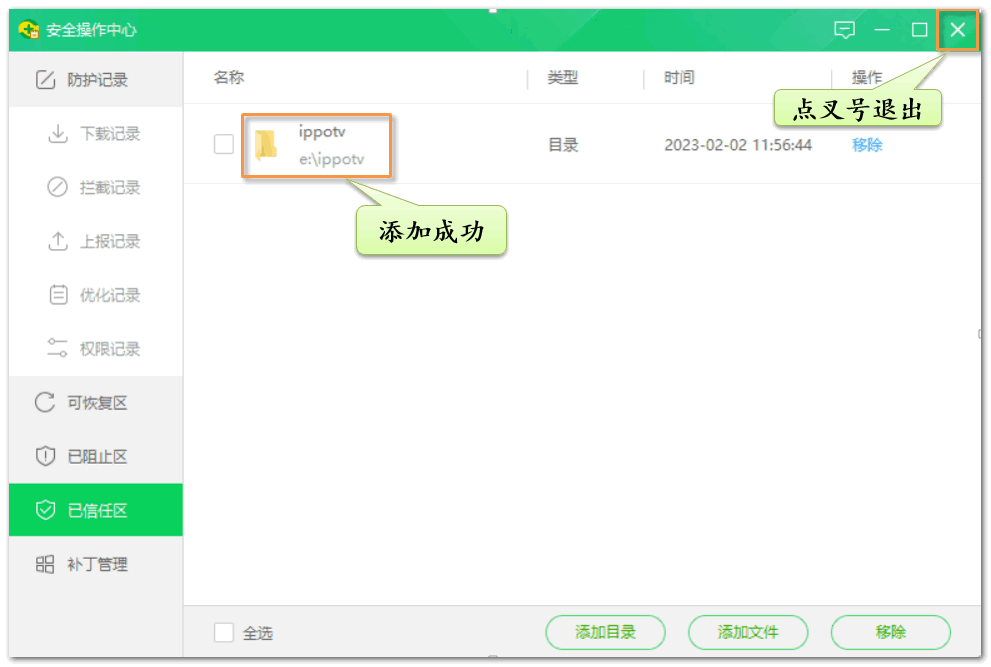 安全操作中心
防护记录
下载记录
拦截记录
上报记录
优化记录
权限记录
可恢复区
已阻止区
已信任区
补丁管理
名称 类型 时间 操作
点叉号退出
ippotv
e:\ippotv
目录 2023-02-02 11:56:44 移除
添加成功
全选 添加目录 添加文件 移除